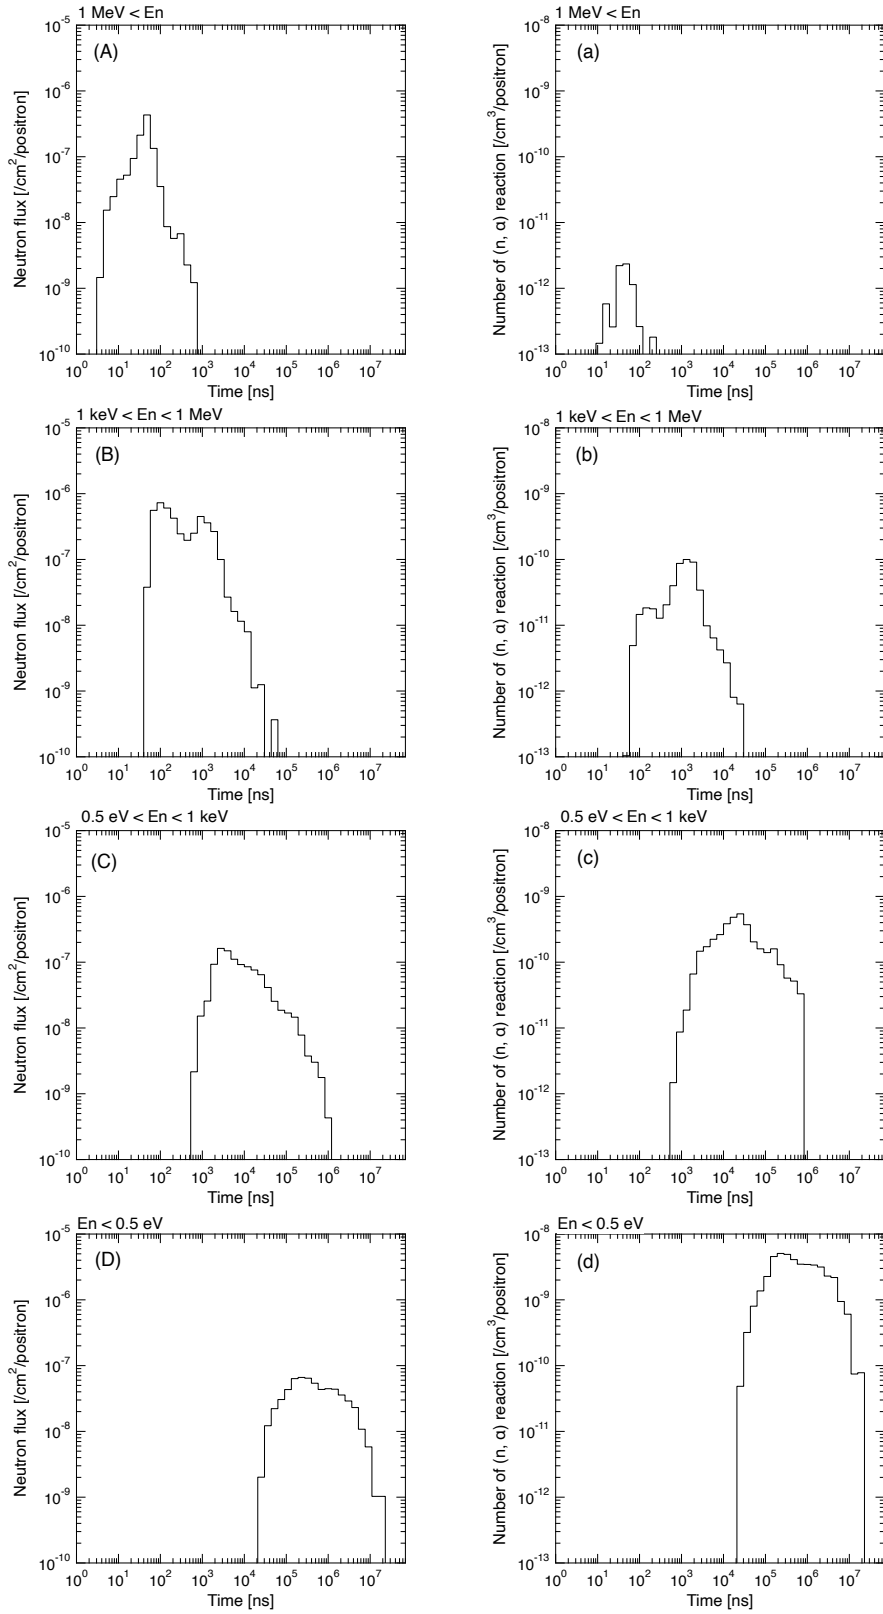 1 MeV < En
(A)
Neutron flux [/cm²/positron]
10⁻⁵
10⁻⁶
10⁻⁷
10⁻⁸
10⁻⁹
10⁻¹⁰
10⁰ 10¹ 10² 10³ 10⁴ 10⁵ 10⁶ 10⁷
Time [ns]
1 MeV < En
(a)
Number of (n, α) reaction [/cm³/positron]
10⁻⁸
10⁻⁹
10⁻¹⁰
10⁻¹¹
10⁻¹²
10⁻¹³
10⁰ 10¹ 10² 10³ 10⁴ 10⁵ 10⁶ 10⁷
Time [ns]
1 keV < En < 1 MeV
(B)
Neutron flux [/cm²/positron]
10⁻⁵
10⁻⁶
10⁻⁷
10⁻⁸
10⁻⁹
10⁻¹⁰
10⁰ 10¹ 10² 10³ 10⁴ 10⁵ 10⁶ 10⁷
Time [ns]
1 keV < En < 1 MeV
(b)
Number of (n, α) reaction [/cm³/positron]
10⁻⁸
10⁻⁹
10⁻¹⁰
10⁻¹¹
10⁻¹²
10⁻¹³
10⁰ 10¹ 10² 10³ 10⁴ 10⁵ 10⁶ 10⁷
Time [ns]
0.5 eV < En < 1 keV
(C)
Neutron flux [/cm²/positron]
10⁻⁵
10⁻⁶
10⁻⁷
10⁻⁸
10⁻⁹
10⁻¹⁰
10⁰ 10¹ 10² 10³ 10⁴ 10⁵ 10⁶ 10⁷
Time [ns]
0.5 eV < En < 1 keV
(c)
Number of (n, α) reaction [/cm³/positron]
10⁻⁸
10⁻⁹
10⁻¹⁰
10⁻¹¹
10⁻¹²
10⁻¹³
10⁰ 10¹ 10² 10³ 10⁴ 10⁵ 10⁶ 10⁷
Time [ns]
En < 0.5 eV
(D)
Neutron flux [/cm²/positron]
10⁻⁵
10⁻⁶
10⁻⁷
10⁻⁸
10⁻⁹
10⁻¹⁰
10⁰ 10¹ 10² 10³ 10⁴ 10⁵ 10⁶ 10⁷
Time [ns]
En < 0.5 eV
(d)
Number of (n, α) reaction [/cm³/positron]
10⁻⁸
10⁻⁹
10⁻¹⁰
10⁻¹¹
10⁻¹²
10⁻¹³
10⁰ 10¹ 10² 10³ 10⁴ 10⁵ 10⁶ 10⁷
Time [ns]